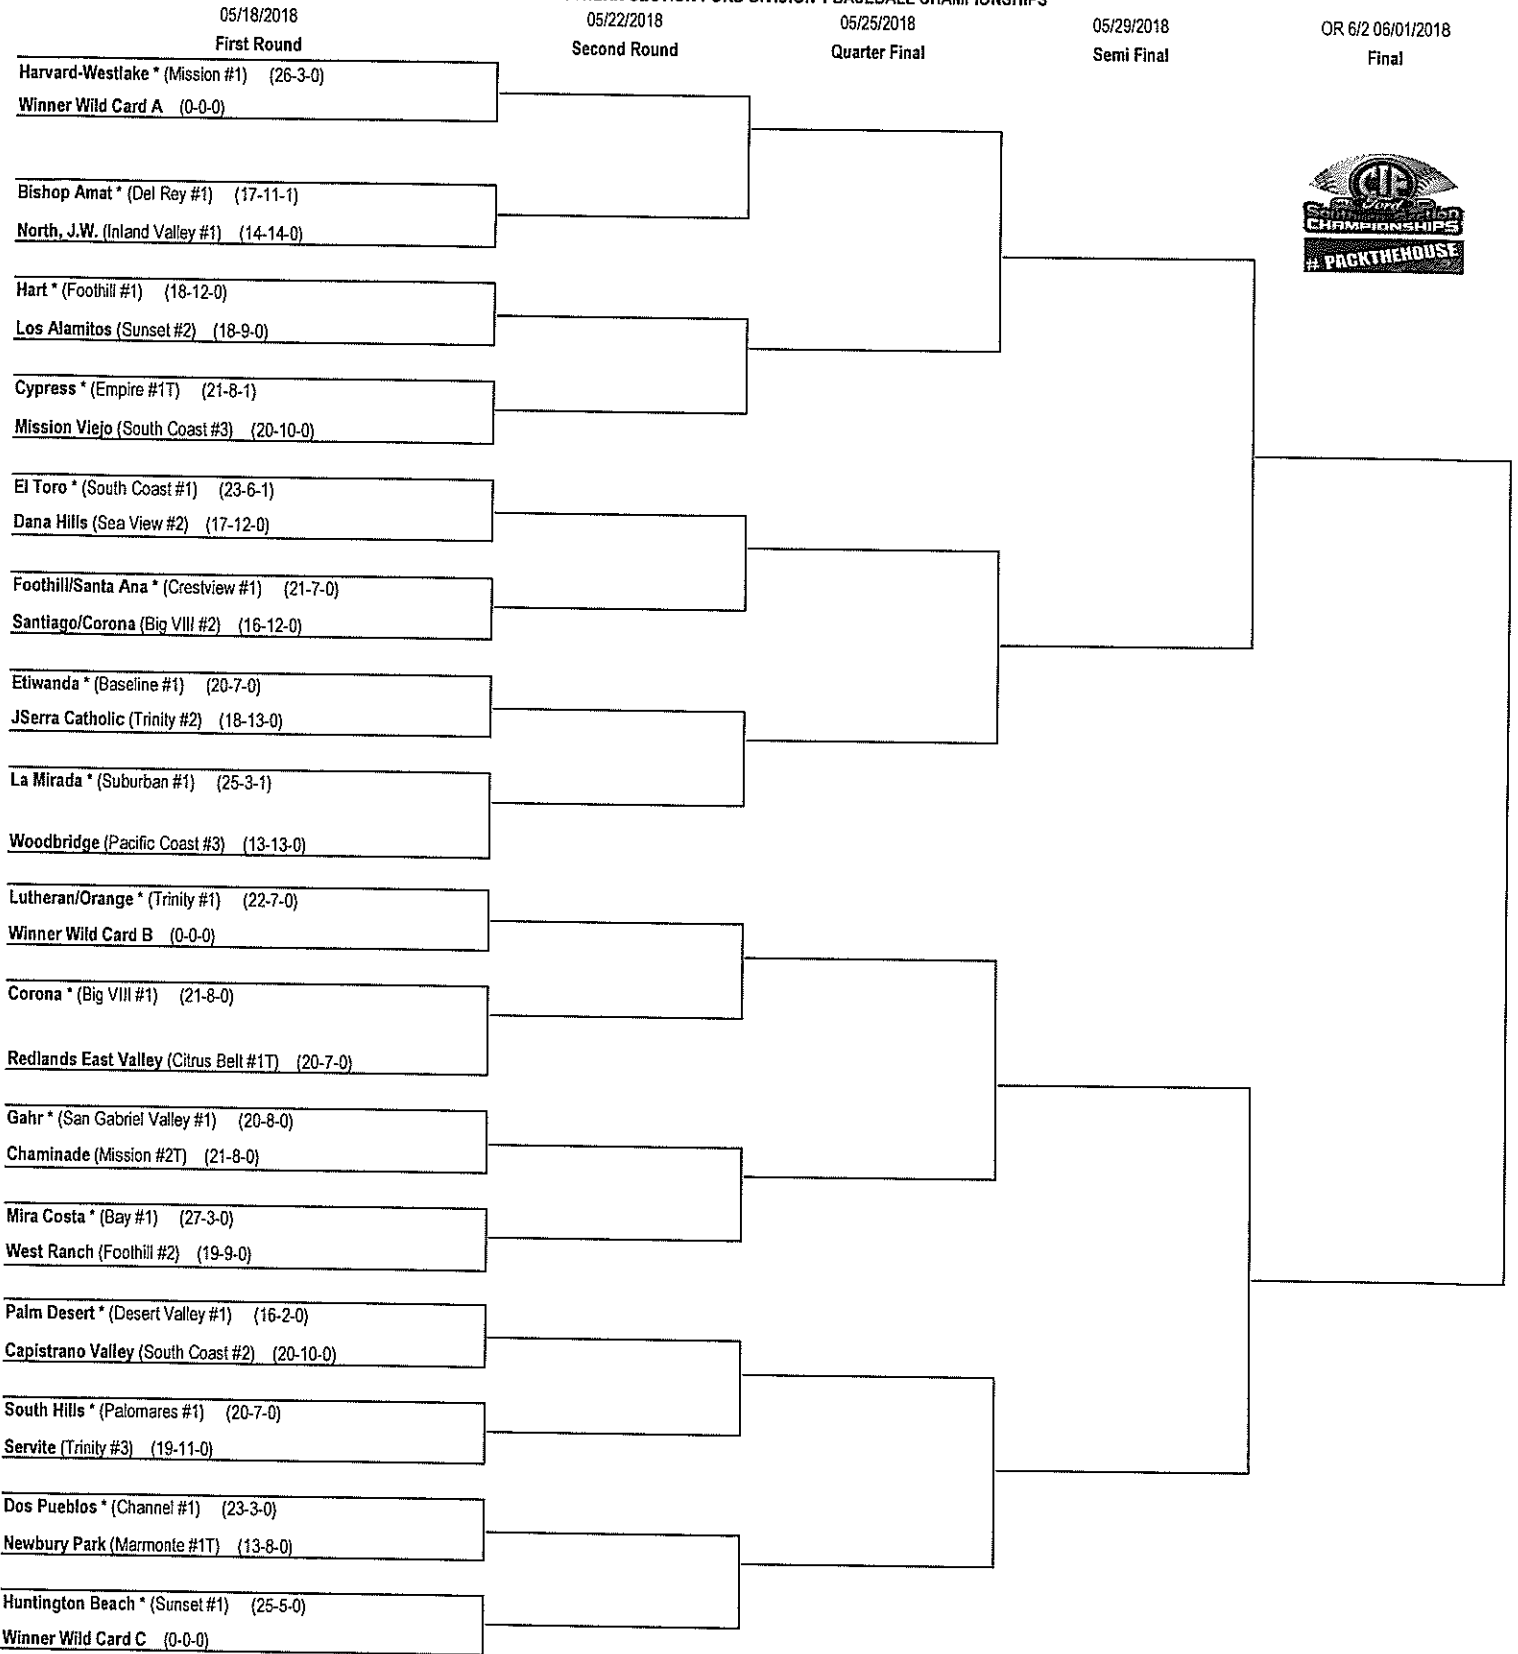 05/18/2018
First Round
05/22/2018
Second Round
05/25/2018
Quarter Final
05/29/2018
Semi Final
OR 6/2 06/01/2018
Final
Harvard-Westlake * (Mission #1) (26-3-0)
Winner Wild Card A (0-0-0)
Bishop Amat * (Del Rey #1) (17-11-1)
North, J.W. (Inland Valley #1) (14-14-0)
Hart * (Foothill #1) (18-12-0)
Los Alamitos (Sunset #2) (18-9-0)
Cypress * (Empire #1T) (21-8-1)
Mission Viejo (South Coast #3) (20-10-0)
El Toro * (South Coast #1) (23-6-1)
Dana Hills (Sea View #2) (17-12-0)
Foothill/Santa Ana * (Crestview #1) (21-7-0)
Santiago/Corona (Big VIII #2) (16-12-0)
Etiwanda * (Baseline #1) (20-7-0)
JSerra Catholic (Trinity #2) (18-13-0)
La Mirada * (Suburban #1) (25-3-1)
Woodbridge (Pacific Coast #3) (13-13-0)
Lutheran/Orange * (Trinity #1) (22-7-0)
Winner Wild Card B (0-0-0)
Corona * (Big VIII #1) (21-8-0)
Redlands East Valley (Citrus Belt #1T) (20-7-0)
Gahr * (San Gabriel Valley #1) (20-8-0)
Chaminade (Mission #2T) (21-8-0)
Mira Costa * (Bay #1) (27-3-0)
West Ranch (Foothill #2) (19-9-0)
Palm Desert * (Desert Valley #1) (16-2-0)
Capistrano Valley (South Coast #2) (20-10-0)
South Hills * (Palomares #1) (20-7-0)
Servite (Trinity #3) (19-11-0)
Dos Pueblos * (Channel #1) (23-3-0)
Newbury Park (Marmonte #1T) (13-8-0)
Huntington Beach * (Sunset #1) (25-5-0)
Winner Wild Card C (0-0-0)
CIF
Ford
Southern Section
CHAMPIONSHIPS
# PACKTHEHOUSE